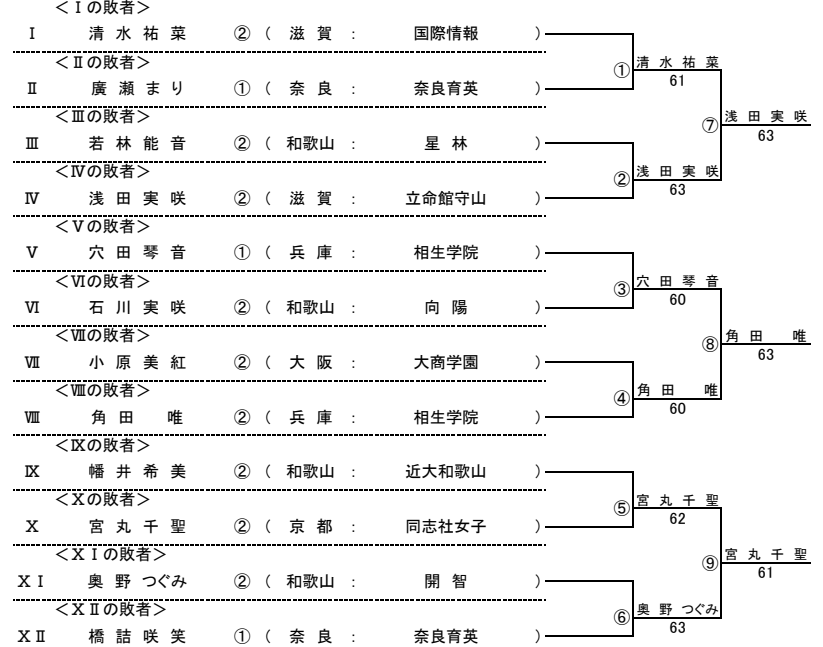 ＜Ⅰの敗者＞
Ⅰ 清 水 祐 菜 ② （ 滋 賀 ： 国際情報 ）
＜Ⅱの敗者＞
Ⅱ 廣 瀬 ま り ① （ 奈 良 ： 奈良育英 ）
① 清 水 祐 菜
61
＜Ⅲの敗者＞
Ⅲ 若 林 能 音 ② （ 和歌山 ： 星 林 ）
⑦ 浅 田 実 咲
63
＜Ⅳの敗者＞
Ⅳ 浅 田 実 咲 ② （ 滋 賀 ： 立命館守山 ）
② 浅 田 実 咲
63
＜Ⅴの敗者＞
Ⅴ 穴 田 琴 音 ① （ 兵 庫 ： 相生学院 ）
＜Ⅵの敗者＞
Ⅵ 石 川 実 咲 ② （ 和歌山 ： 向 陽 ）
③ 穴 田 琴 音
60
＜Ⅶの敗者＞
Ⅶ 小 原 美 紅 ② （ 大 阪 ： 大商学園 ）
⑧ 角 田 唯
63
＜Ⅷの敗者＞
Ⅷ 角 田 唯 ② （ 兵 庫 ： 相生学院 ）
④ 角 田 唯
60
＜Ⅸの敗者＞
Ⅸ 幡 井 希 美 ② （ 和歌山 ： 近大和歌山 ）
＜Ⅹの敗者＞
Ⅹ 宮 丸 千 聖 ② （ 京 都 ： 同志社女子 ）
⑤ 宮 丸 千 聖
62
＜ⅩⅠの敗者＞
ⅩⅠ 奥 野 つぐみ ② （ 和歌山 ： 開 智 ）
⑨ 宮 丸 千 聖
61
＜ⅩⅡの敗者＞
ⅩⅡ 橋 詰 咲 笑 ① （ 奈 良 ： 奈良育英 ）
⑥ 奥 野 つぐみ
63